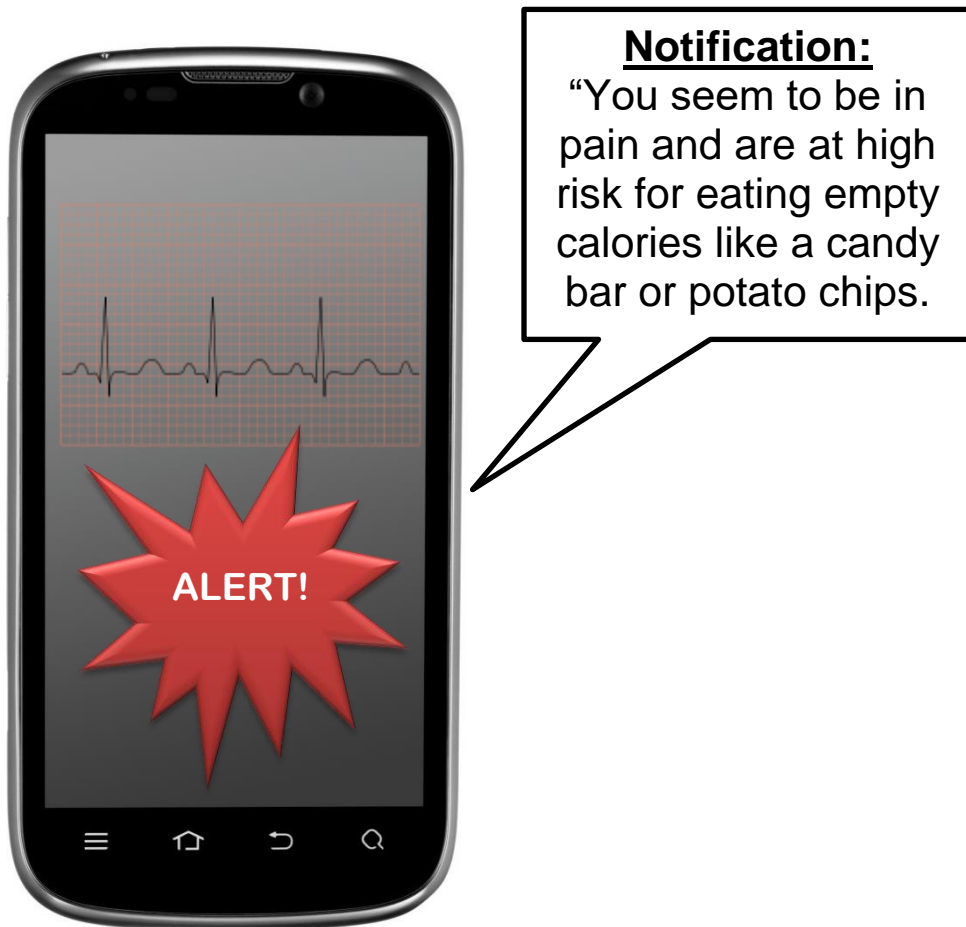 Notification:
“You seem to be in
pain and are at high
risk for eating empty
calories like a candy
bar or potato chips.
ALERT!